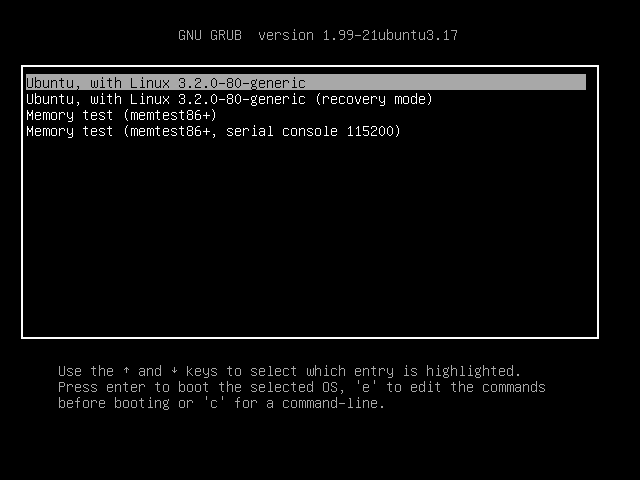 GNU GRUB  version 1.99-21ubuntu3.17
Ubuntu, with Linux 3.2.0-80-generic
Ubuntu, with Linux 3.2.0-80-generic (recovery mode)
Memory test (memtest86+)
Memory test (memtest86+, serial console 115200)
Use the ↑ and ↓ keys to select which entry is highlighted.
Press enter to boot the selected OS, 'e' to edit the commands
before booting or 'c' for a command-line.